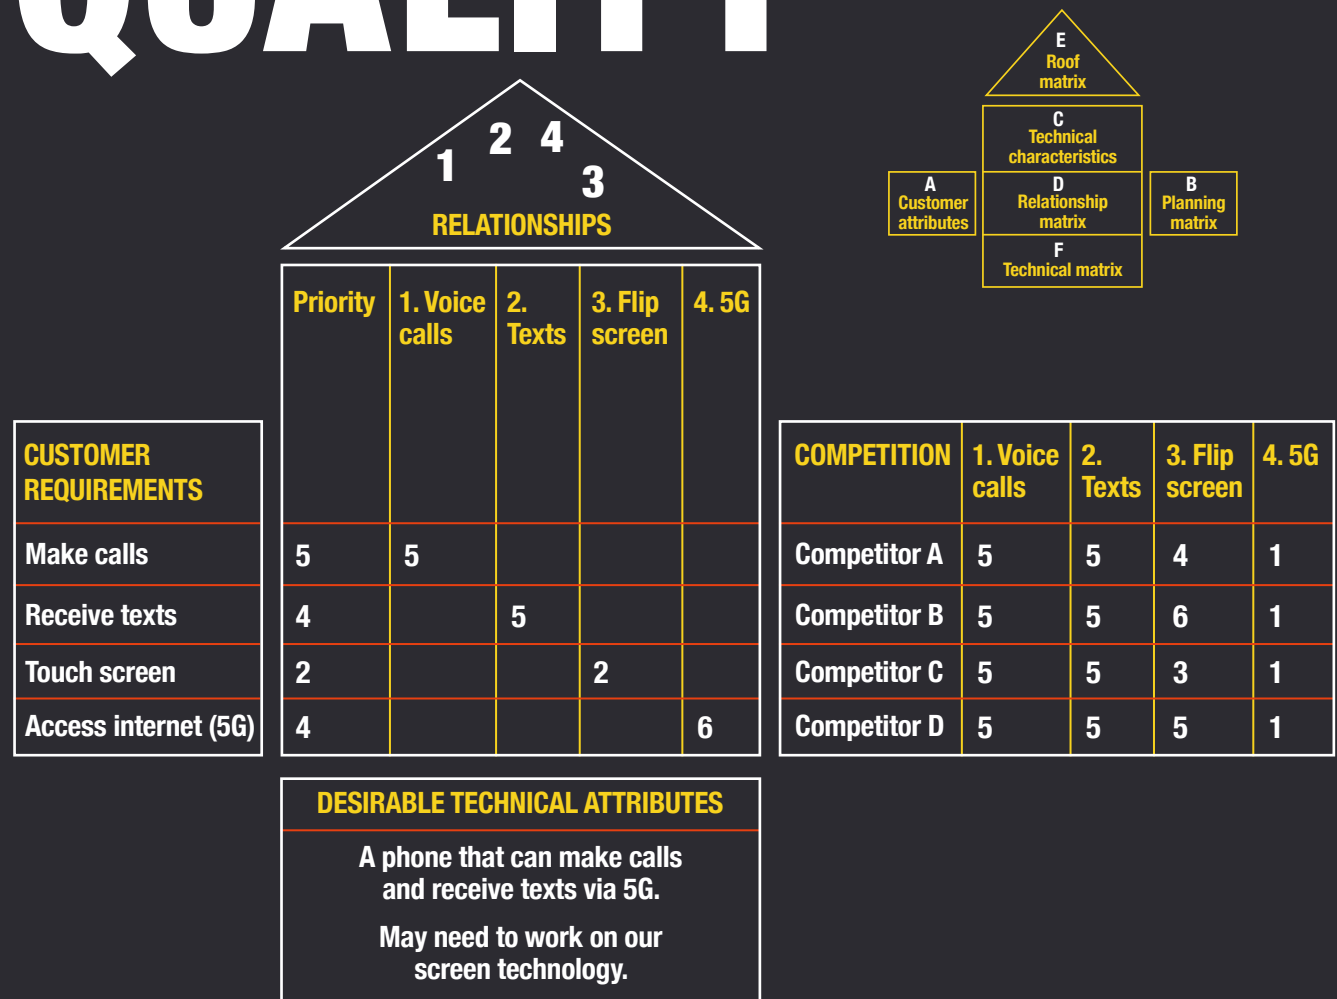 QUALITY
E
Roof
matrix
C
Technical
characteristics
A
Customer
attributes
D
Relationship
matrix
B
Planning
matrix
F
Technical matrix
1 2 4 3
RELATIONSHIPS
Priority 1. Voice calls 2. Texts 3. Flip screen 4. 5G
CUSTOMER
REQUIREMENTS
COMPETITION 1. Voice calls 2. Texts 3. Flip screen 4. 5G
Make calls 5 5 Competitor A 5 5 4 1
Receive texts 4 5 Competitor B 5 5 6 1
Touch screen 2 2 Competitor C 5 5 3 1
Access internet (5G) 4 6 Competitor D 5 5 5 1
DESIRABLE TECHNICAL ATTRIBUTES
A phone that can make calls
and receive texts via 5G.
May need to work on our
screen technology.